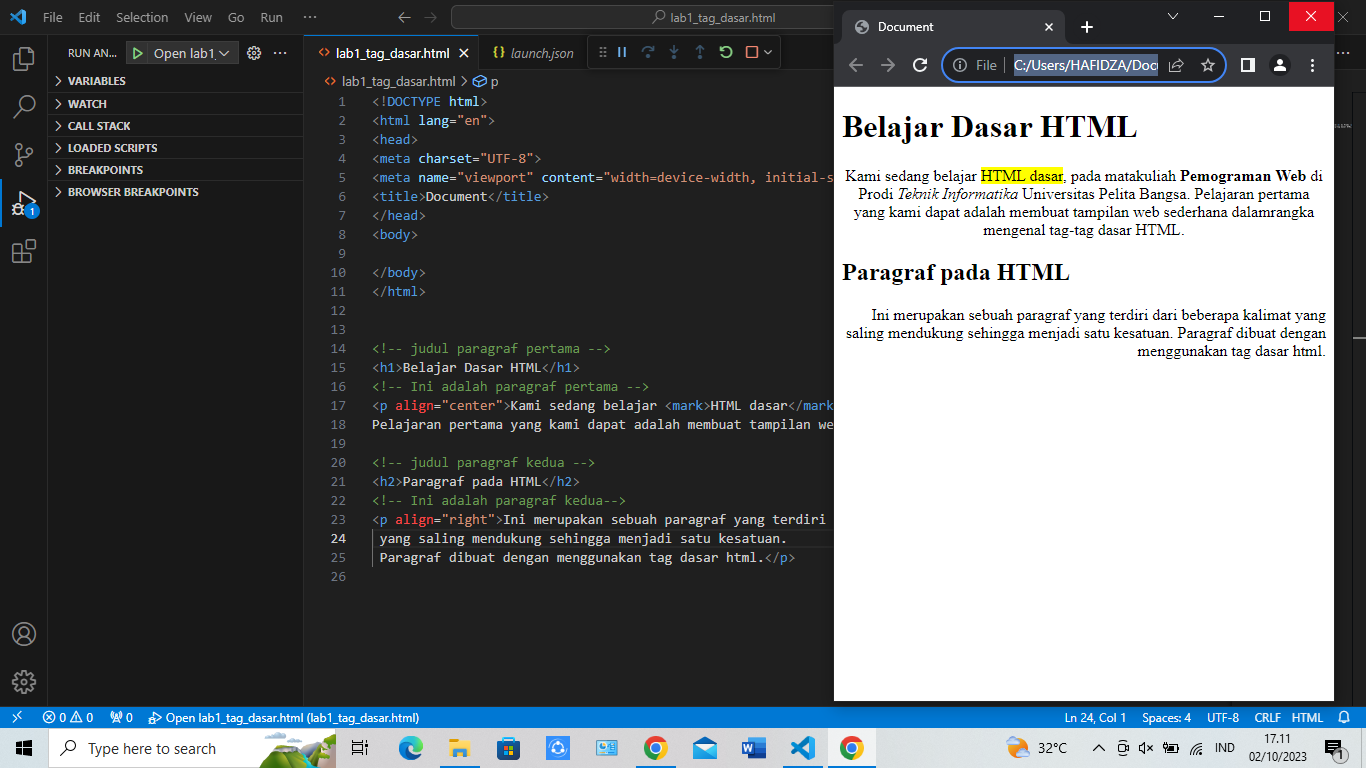 File Edit Selection View Go Run ··· lab1_tag_dasar.html
RUN AN... Open lab1
VARIABLES
WATCH
CALL STACK
LOADED SCRIPTS
BREAKPOINTS
BROWSER BREAKPOINTS
1
lab1_tag_dasar.html launch.json
lab1_tag_dasar.html > p
1 <!DOCTYPE html>
2 <html lang="en">
3 <head>
4 <meta charset="UTF-8">
5 <meta name="viewport" content="width=device-width, initial-s
6 <title>Document</title>
7 </head>
8 <body>
9
10 </body>
11 </html>
12
13
14 <!-- judul paragraf pertama -->
15 <h1>Belajar Dasar HTML</h1>
16 <!-- Ini adalah paragraf pertama -->
17 <p align="center">Kami sedang belajar <mark>HTML dasar</mark
18 Pelajaran pertama yang kami dapat adalah membuat tampilan we
19
20 <!-- judul paragraf kedua -->
21 <h2>Paragraf pada HTML</h2>
22 <!-- Ini adalah paragraf kedua-->
23 <p align="right">Ini merupakan sebuah paragraf yang terdiri
24 yang saling mendukung sehingga menjadi satu kesatuan.
25 Paragraf dibuat dengan menggunakan tag dasar html.</p>
26
Document
File C:/Users/HAFIDZA/Docu
Belajar Dasar HTML
Kami sedang belajar HTML dasar, pada matakuliah Pemograman Web di
Prodi Teknik Informatika Universitas Pelita Bangsa. Pelajaran pertama
yang kami dapat adalah membuat tampilan web sederhana dalamrangka
mengenal tag-tag dasar HTML.
Paragraf pada HTML
Ini merupakan sebuah paragraf yang terdiri dari beberapa kalimat yang
saling mendukung sehingga menjadi satu kesatuan. Paragraf dibuat dengan
menggunakan tag dasar html.
0 0 0 Open lab1_tag_dasar.html (lab1_tag_dasar.html) Ln 24, Col 1 Spaces: 4 UTF-8 CRLF HTML
Type here to search 32°C IND 17.11
02/10/2023 1